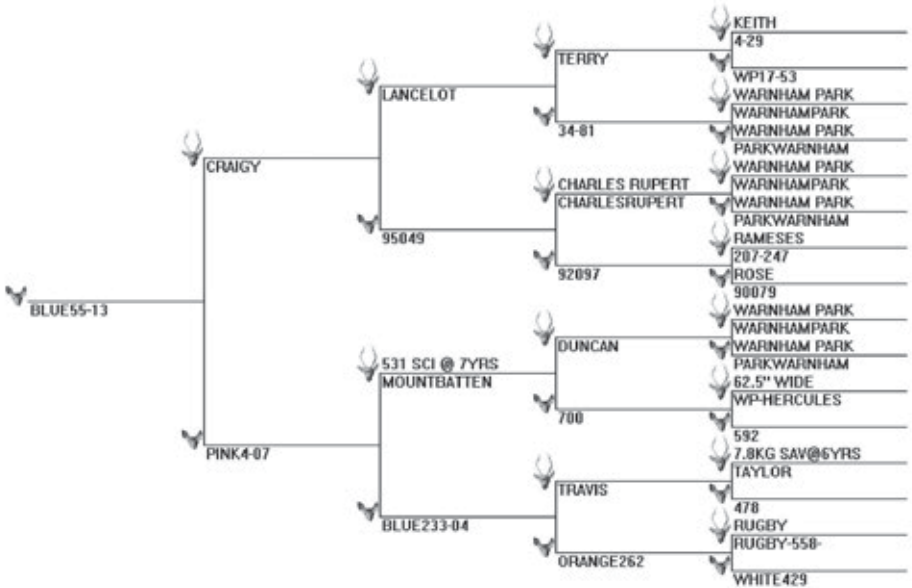 KEITH
4-29
TERRY
WP17-53
WARNHAM PARK
LANCELOT
WARNHAMPARK
WARNHAM PARK
34-81
PARKWARNHAM
WARNHAM PARK
CRAIGY
CHARLES RUPERT
WARNHAMPARK
CHARLESRUPERT
WARNHAM PARK
PARKWARNHAM
95049
RAMESES
207-247
92097
ROSE
90079
BLUE55-13
WARNHAM PARK
WARNHAMPARK
DUNCAN
WARNHAM PARK
531 SCI @ 7YRS
PARKWARNHAM
MOUNTBATTEN
62.5" WIDE
WP-HERCULES
700
592
PINK4-07
7.8KG SAV@6YRS
TAYLOR
TRAVIS
478
BLUE233-04
RUGBY
RUGBY-558-
ORANGE262
WHITE429